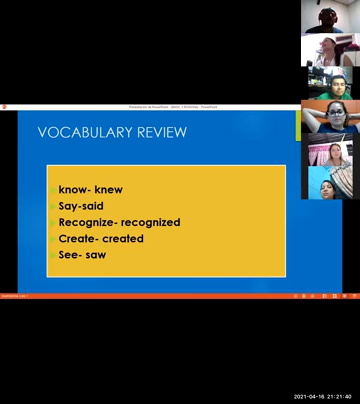 VOCABULARY REVIEW
know- knew
Say-said
Recognize- recognized
Create- created
See- saw
2021-04-16 21:21:40